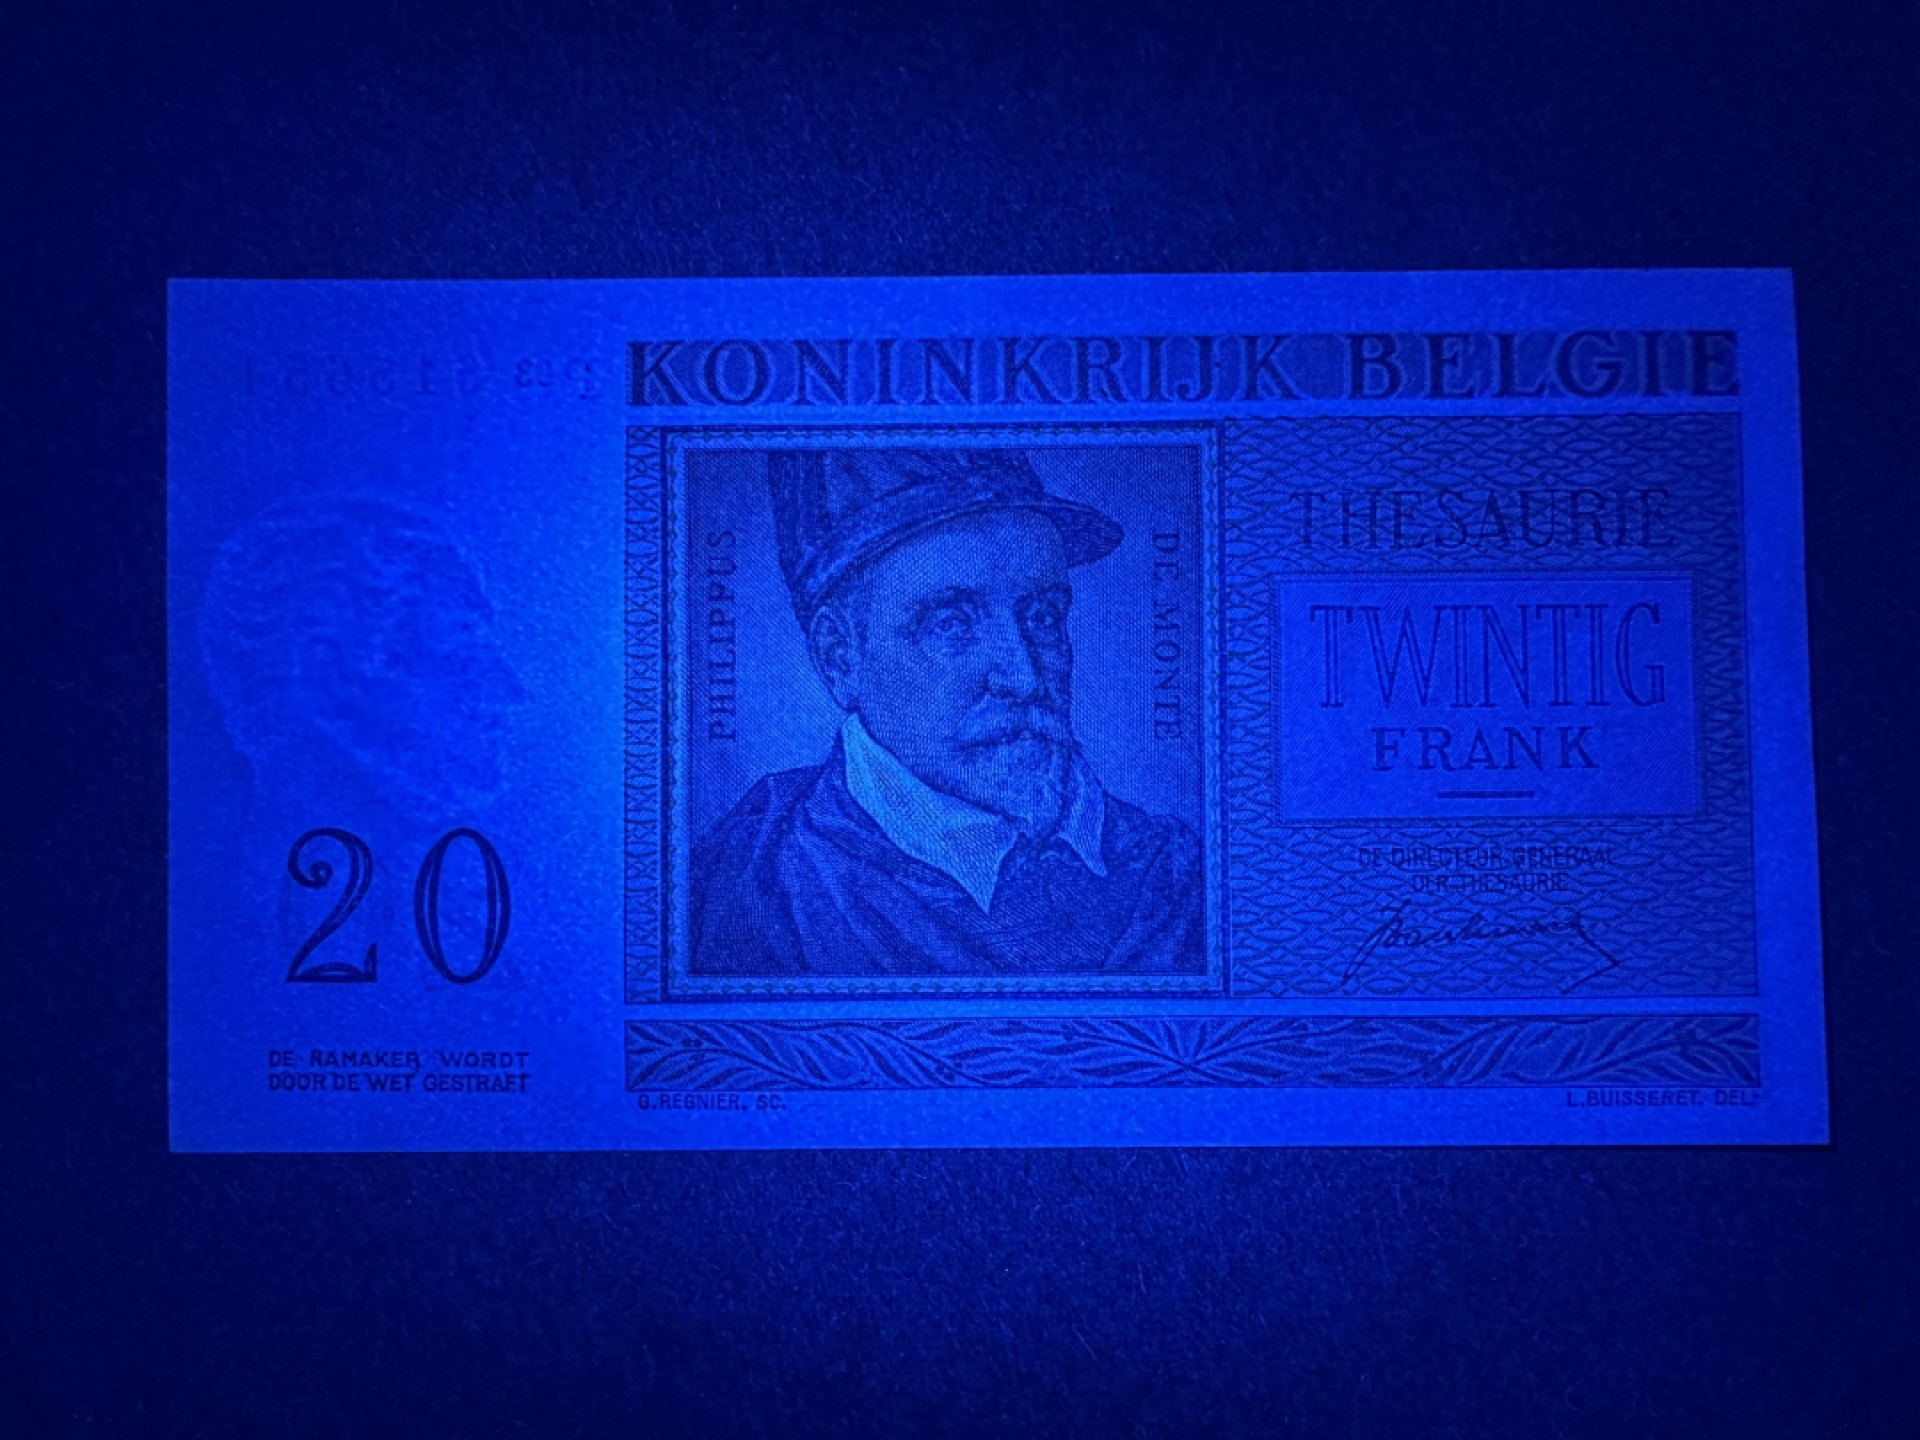 KONINKRIJK BELGIE
PHILIPPUS
DE MONTE
THESAURIE
TWINTIG
FRANK
DE DIRECTEUR GENERAAL
DER THESAURIE
20
DE NAMAKER WORDT
DOOR DE WET GESTRAFT
G.REGNIER. SC.
L.BUISSERET. DEL.